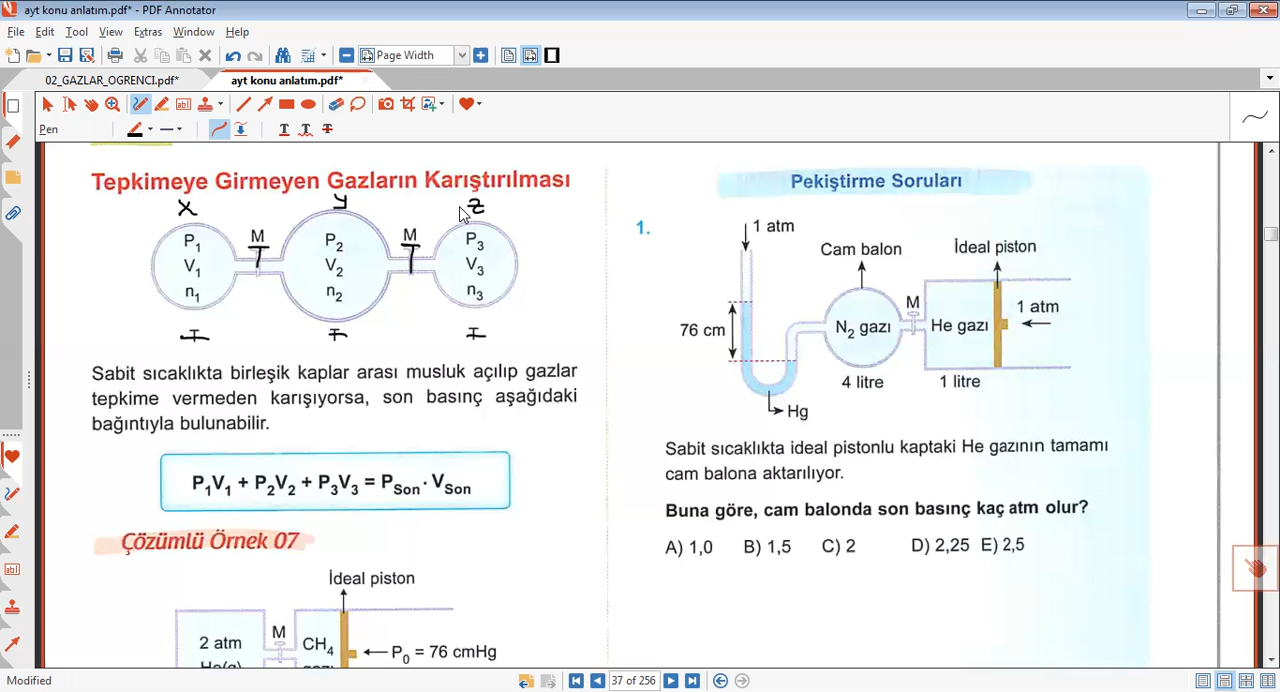 ayt konu anlatım.pdf* - PDF Annotator
File Edit Tool View Extras Window Help
Page Width
02_GAZLAR_OGRENCI.pdf*
ayt konu anlatım.pdf*
Pen
Tepkimeye Girmeyen Gazların Karıştırılması
X
y
z
P1
V1
n1
M
P2
V2
n2
M
P3
V3
n3
T
T
T
Sabit sıcaklıkta birleşik kaplar arası musluk açılıp gazlar
tepkime vermeden karışıyorsa, son basınç aşağıdaki
bağıntıyla bulunabilir.
P1V1 + P2V2 + P3V3 = PSon · VSon
Çözümlü Örnek 07
İdeal piston
2 atm
He(g)
M
CH4
gazı
P0 = 76 cmHg
Pekiştirme Soruları
1.
1 atm
Cam balon
İdeal piston
76 cm
N2 gazı
M
He gazı
1 atm
4 litre
1 litre
Hg
Sabit sıcaklıkta ideal pistonlu kaptaki He gazının tamamı
cam balona aktarılıyor.
Buna göre, cam balonda son basınç kaç atm olur?
A) 1,0 B) 1,5 C) 2 D) 2,25 E) 2,5
Modified
37 of 256